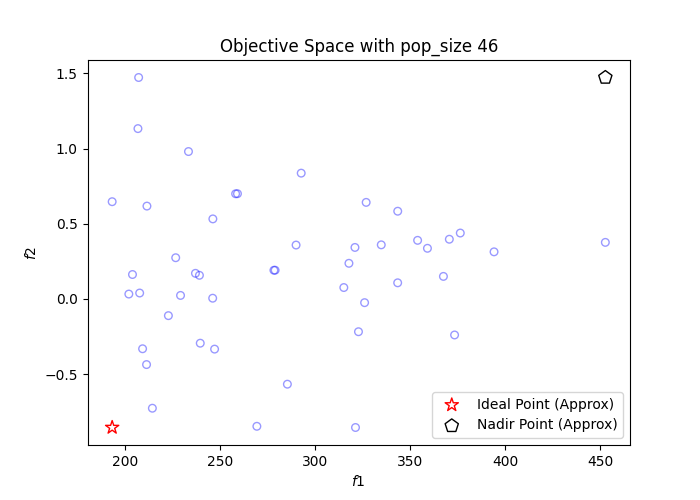 Objective Space with pop_size 46
f2
1.5
1.0
0.5
0.0
−0.5
200
250
300
350
400
450
f1
Ideal Point (Approx)
Nadir Point (Approx)